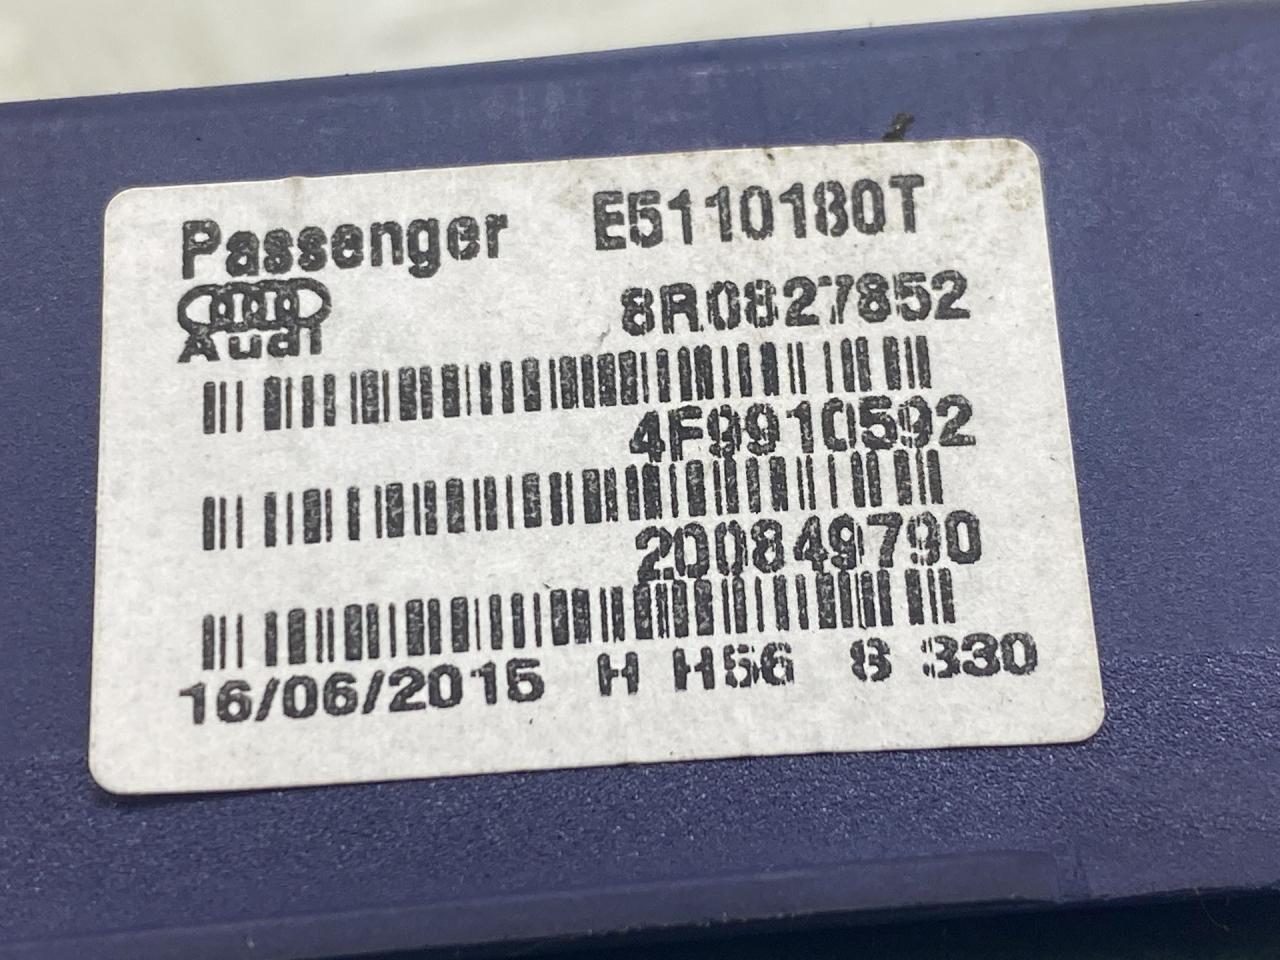 Passenger E5110180T
Audi 8R0827852
4F9910592
200849790
16/06/2015 H H56 8 330